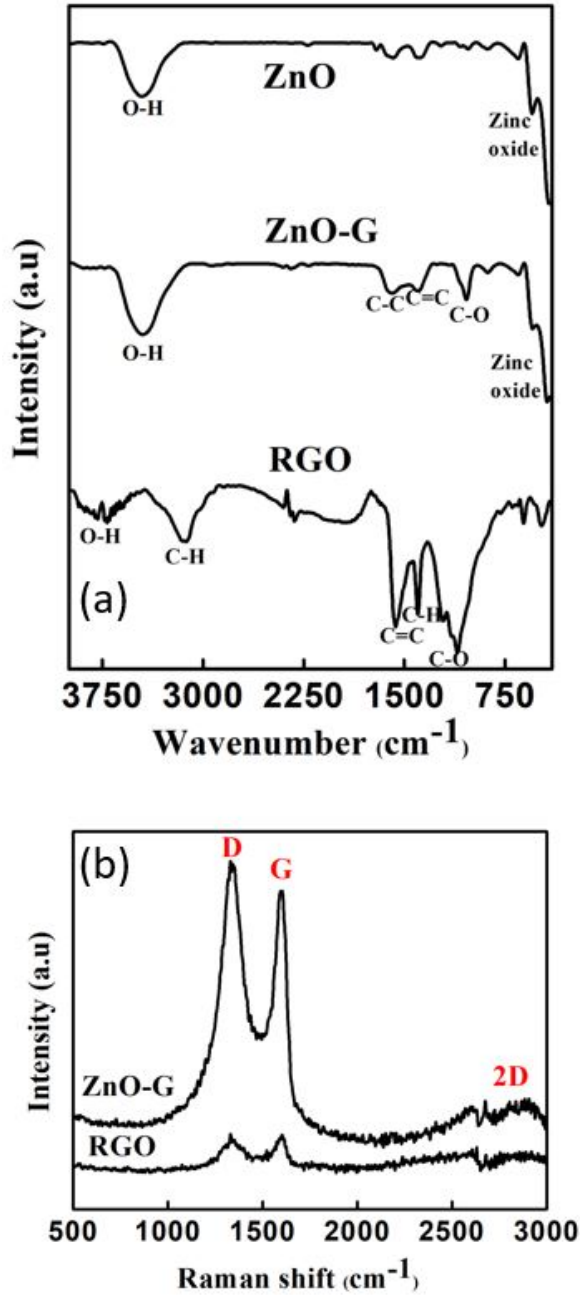 ZnO
O-H
Zinc
oxide
ZnO-G
C-C
C=C
C-O
O-H
Zinc
oxide
RGO
O-H
C-H
(a)
C-H
C=C
C-O
Intensity (a.u)
3750 3000 2250 1500 750
Wavenumber (cm-1)
(b)
D
G
2D
ZnO-G
RGO
Intensity (a.u)
500 1000 1500 2000 2500 3000
Raman shift (cm-1)